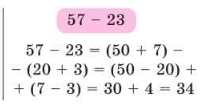 57 − 23
57 − 23 = (50 + 7) −
− (20 + 3) = (50 − 20) +
+ (7 − 3) = 30 + 4 = 34